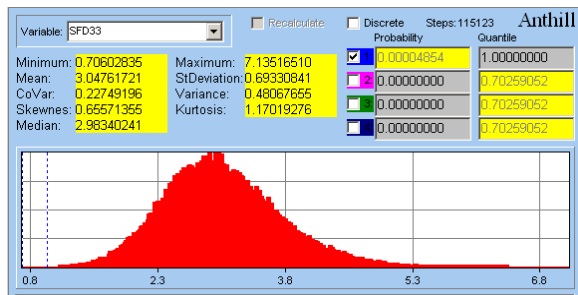 Variable: SFD33 Recalculate Discrete Steps:115123 Anthill
Probability Quantile
Minimum: 0.70602835 Maximum: 7.13516510 1 0.00004854 1.00000000
Mean: 3.04761721 StDeviation: 0.69330841 2 0.00000000 0.70259052
CoVar: 0.22749196 Variance: 0.48067655 3 0.00000000 0.70259052
Skewnes: 0.65571355 Kurtosis: 1.17019276 4 0.00000000 0.70259052
Median: 2.98340241
0.8 2.3 3.8 5.3 6.8